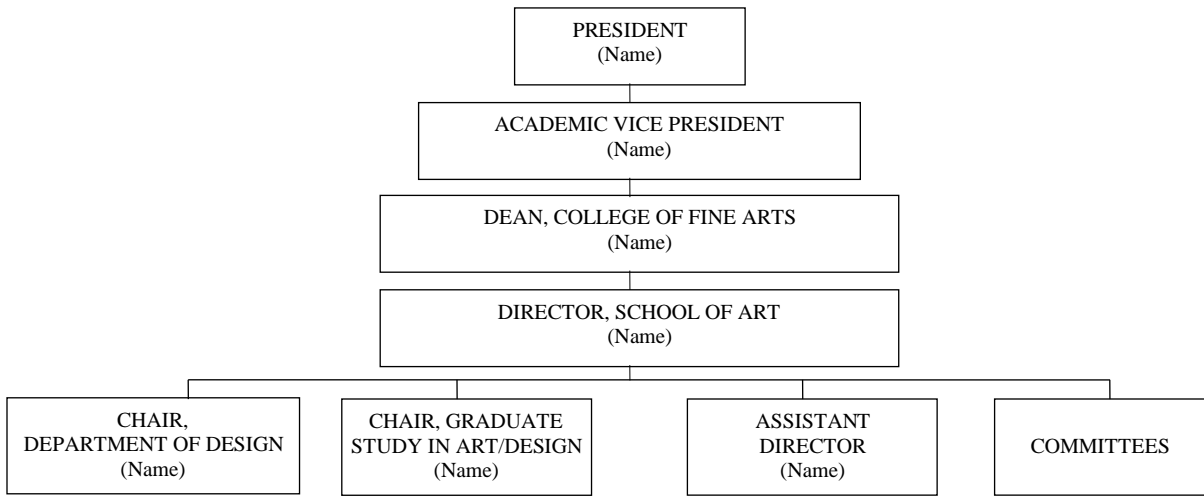 PRESIDENT
(Name)
ACADEMIC VICE PRESIDENT
(Name)
DEAN, COLLEGE OF FINE ARTS
(Name)
DIRECTOR, SCHOOL OF ART
(Name)
CHAIR,
DEPARTMENT OF DESIGN
(Name)
CHAIR, GRADUATE
STUDY IN ART/DESIGN
(Name)
ASSISTANT
DIRECTOR
(Name)
COMMITTEES